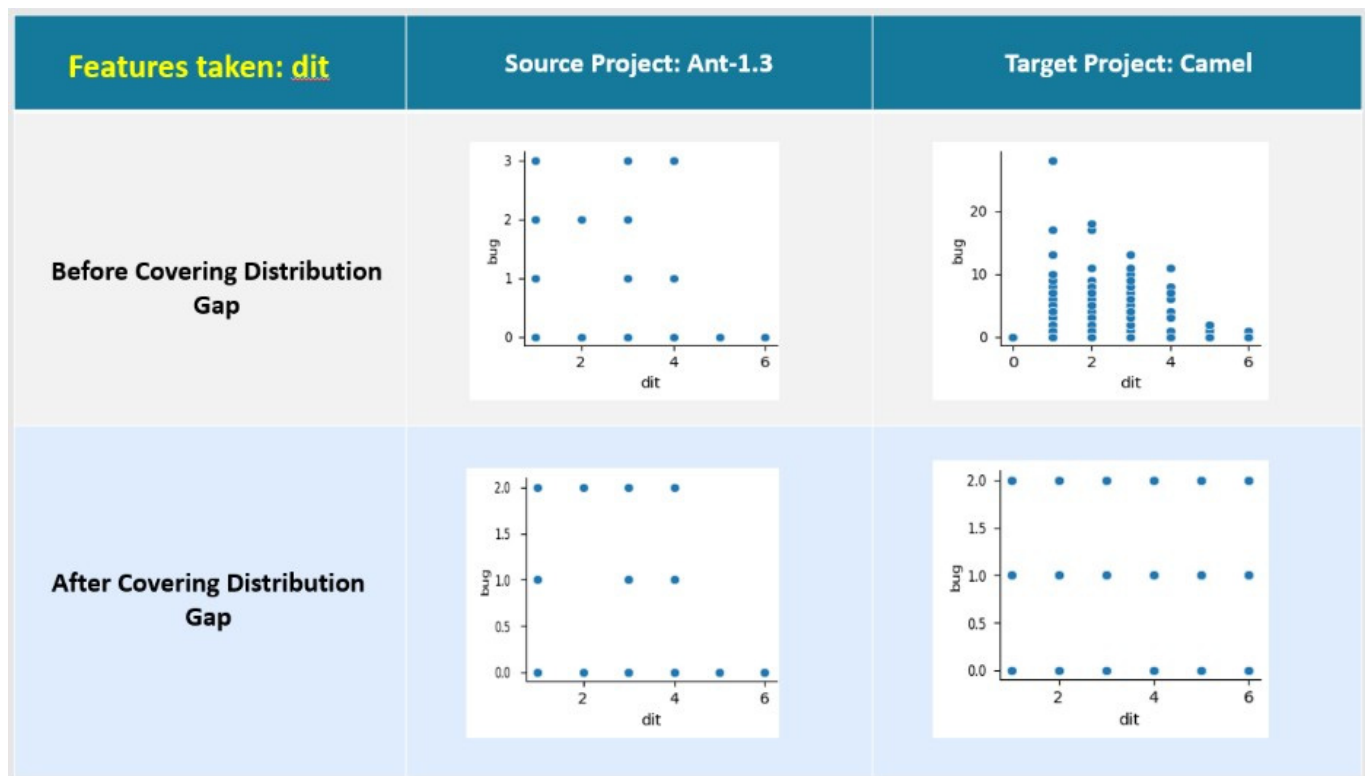 Features taken: dit
Source Project: Ant-1.3
Target Project: Camel
Before Covering Distribution
Gap
3
2
1
0
bug
2
4
6
dit
20
10
0
bug
0
2
4
6
dit
After Covering Distribution
Gap
2.0
1.5
1.0
0.5
0.0
bug
2
4
6
dit
2.0
1.5
1.0
0.5
0.0
bug
2
4
6
dit